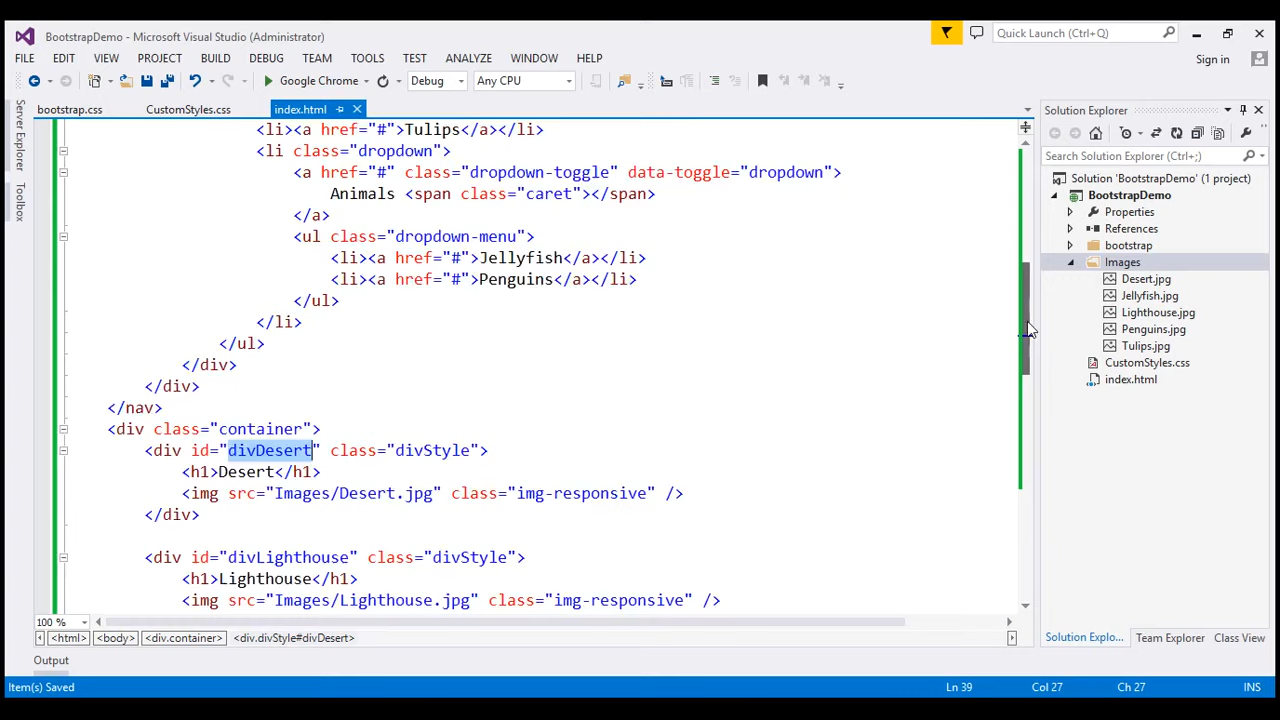 BootstrapDemo - Microsoft Visual Studio (Administrator)
Quick Launch (Ctrl+Q)
FILE EDIT VIEW PROJECT BUILD DEBUG TEAM TOOLS TEST ANALYZE WINDOW HELP
Sign in
Google Chrome Debug Any CPU
bootstrap.css CustomStyles.css index.html
Server Explorer
Toolbox
<li><a href="#">Tulips</a></li>
<li class="dropdown">
<a href="#" class="dropdown-toggle" data-toggle="dropdown">
Animals <span class="caret"></span>
</a>
<ul class="dropdown-menu">
<li><a href="#">Jellyfish</a></li>
<li><a href="#">Penguins</a></li>
</ul>
</li>
</ul>
</div>
</div>
</nav>
<div class="container">
<div id="divDesert" class="divStyle">
<h1>Desert</h1>
<img src="Images/Desert.jpg" class="img-responsive" />
</div>
<div id="divLighthouse" class="divStyle">
<h1>Lighthouse</h1>
<img src="Images/Lighthouse.jpg" class="img-responsive" />
100 %
<html> <body> <div.container> <div.divStyle#divDesert>
Output
Solution Explorer
Search Solution Explorer (Ctrl+;)
Solution 'BootstrapDemo' (1 project)
BootstrapDemo
Properties
References
bootstrap
Images
Desert.jpg
Jellyfish.jpg
Lighthouse.jpg
Penguins.jpg
Tulips.jpg
CustomStyles.css
index.html
Solution Explo... Team Explorer Class View
Item(s) Saved Ln 39 Col 27 Ch 27 INS